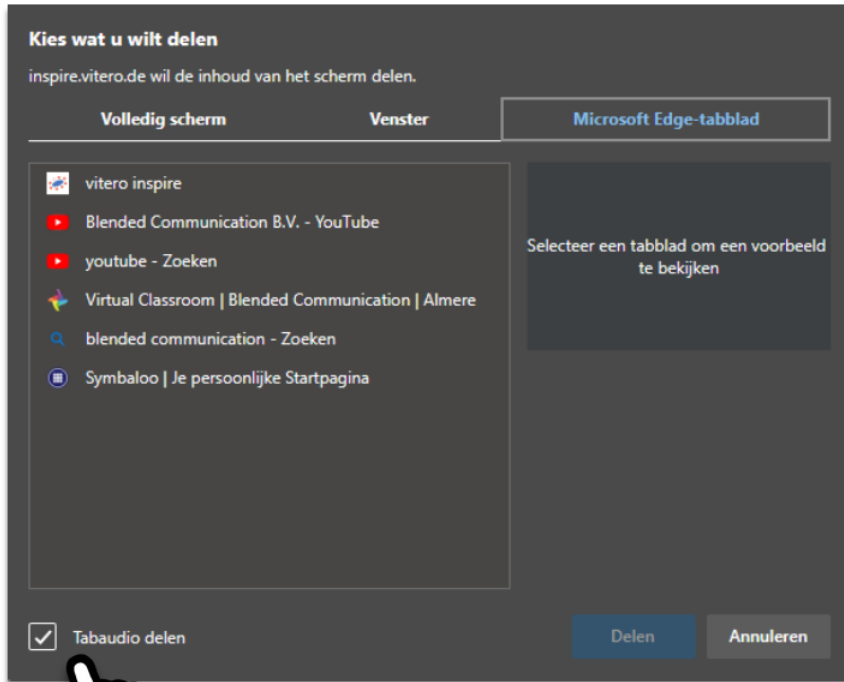 Kies wat u wilt delen
inspire.vitero.de wil de inhoud van het scherm delen.
Volledig scherm Venster Microsoft Edge-tabblad
vitero inspire
Blended Communication B.V. - YouTube
youtube - Zoeken
Virtual Classroom | Blended Communication | Almere
blended communication - Zoeken
Symbaloo | Je persoonlijke Startpagina
Selecteer een tabblad om een voorbeeld
te bekijken
Tabaudio delen
Delen Annuleren